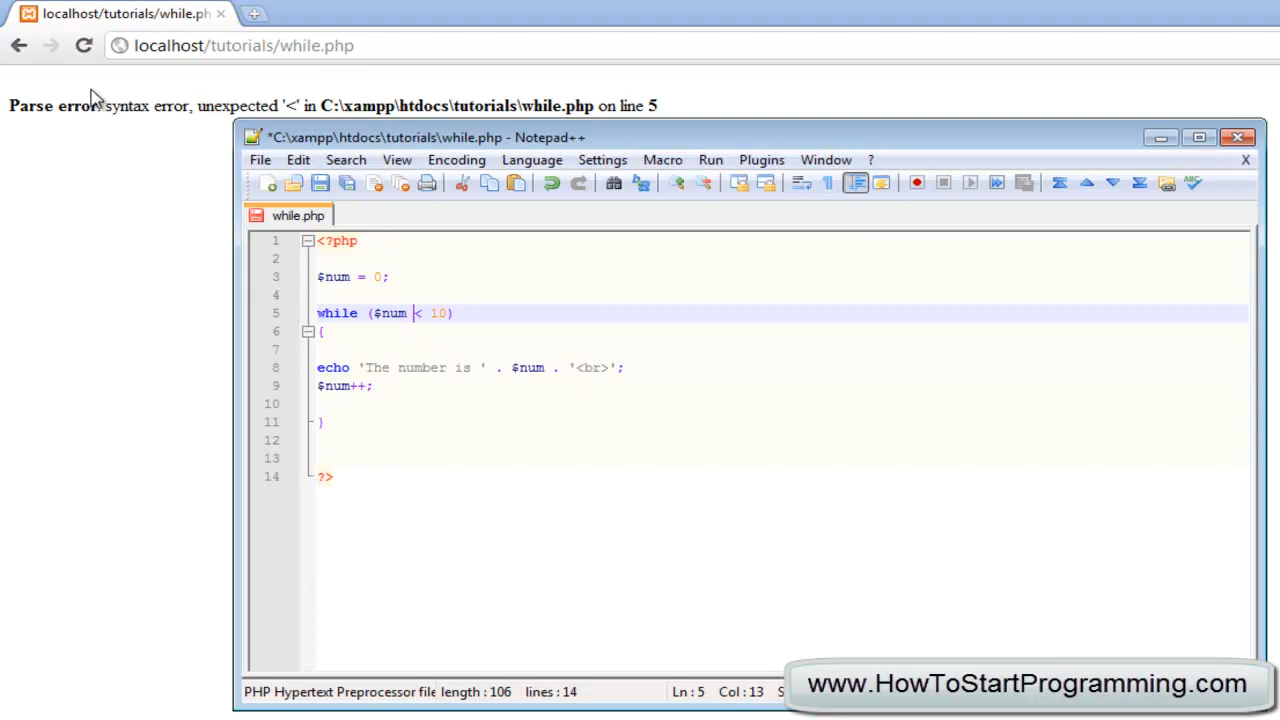 localhost/tutorials/while.ph
localhost/tutorials/while.php
Parse error: syntax error, unexpected '<' in C:\xampp\htdocs\tutorials\while.php on line 5
*C:\xampp\htdocs\tutorials\while.php - Notepad++
File Edit Search View Encoding Language Settings Macro Run Plugins Window ? X
while.php
1 <?php
2
3 $num = 0;
4
5 while ($num < 10)
6 {
7
8 echo 'The number is ' . $num . '<br>';
9 $num++;
10
11 }
12
13
14 ?>
PHP Hypertext Preprocessor file length : 106 lines : 14 Ln : 5 Col : 13 S
www.HowToStartProgramming.com